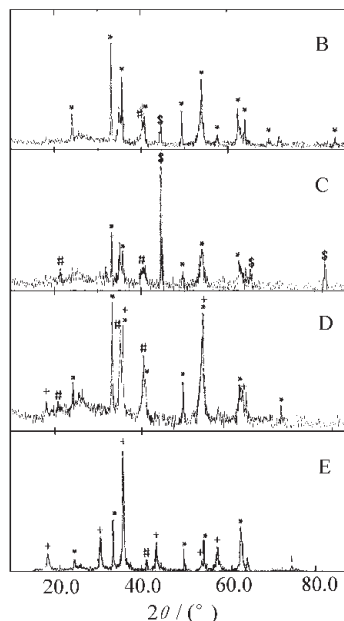 B
* * * # * $ * * * * * * *
C
# * * # $ * * * $ $
D
+ # * * # + * # * * + * * *
E
+ * + * + # + * + * + *
20.0 40.0 60.0 80.0
2θ / (°)